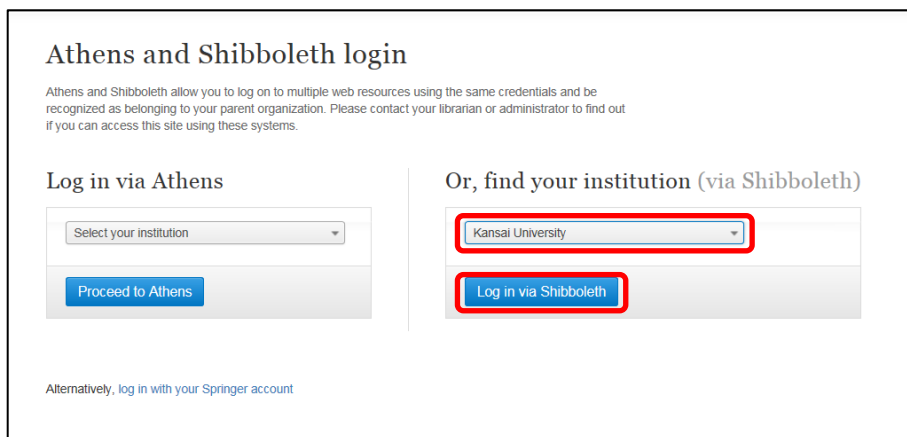 Athens and Shibboleth login
Athens and Shibboleth allow you to log on to multiple web resources using the same credentials and be
recognized as belonging to your parent organization. Please contact your librarian or administrator to find out
if you can access this site using these systems.
Log in via Athens
Select your institution
Proceed to Athens
Or, find your institution (via Shibboleth)
Kansai University
Log in via Shibboleth
Alternatively, log in with your Springer account